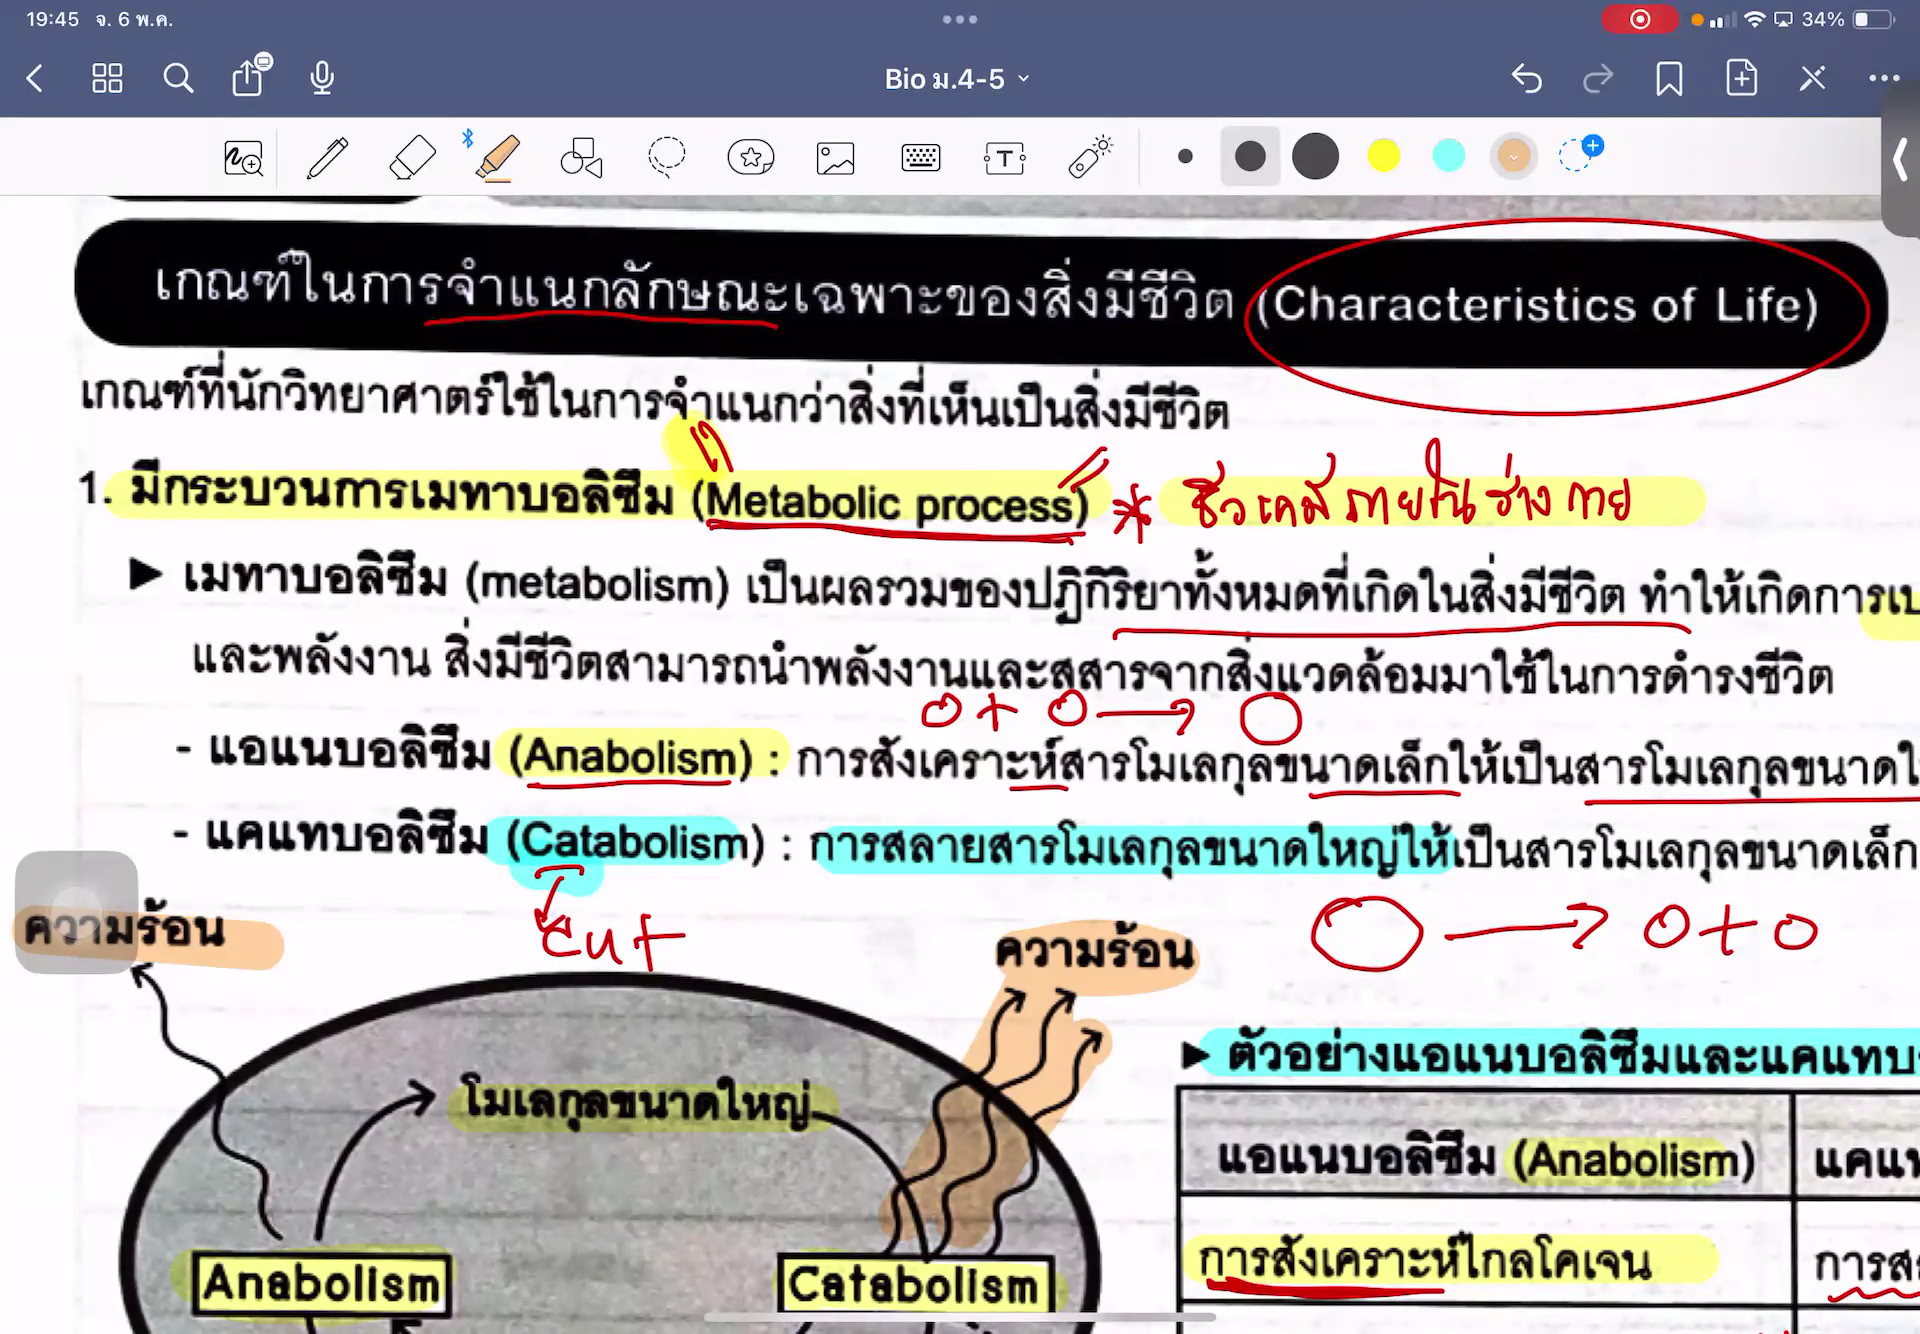 19:45 จ. 6 พ.ค.
34%
Bio ม.4-5
เกณฑ์ในการจำแนกลักษณะเฉพาะของสิ่งมีชีวิต (Characteristics of Life)
เกณฑ์ที่นักวิทยาศาตร์ใช้ในการจำแนกว่าสิ่งที่เห็นเป็นสิ่งมีชีวิต
1. มีกระบวนการเมทาบอลิซึม (Metabolic process) * ชีวเคมีภายในร่างกาย
► เมทาบอลิซึม (metabolism) เป็นผลรวมของปฏิกิริยาทั้งหมดที่เกิดในสิ่งมีชีวิต ทำให้เกิดการ
และพลังงาน สิ่งมีชีวิตสามารถนำพลังงานและสสารจากสิ่งแวดล้อมมาใช้ในการดำรงชีวิต
- แอแนบอลิซึม (Anabolism) : การสังเคราะห์สารโมเลกุลขนาดเล็กให้เป็นสารโมเลกุลขนาด
- แคแทบอลิซึม (Catabolism) : การสลายสารโมเลกุลขนาดใหญ่ให้เป็นสารโมเลกุลขนาดเล็ก
cut
ความร้อน
ความร้อน
► ตัวอย่างแอแนบอลิซึมและแคแทบ
โมเลกุลขนาดใหญ่
แอแนบอลิซึม (Anabolism)
การสังเคราะห์ไกลโคเจน
Anabolism
Catabolism